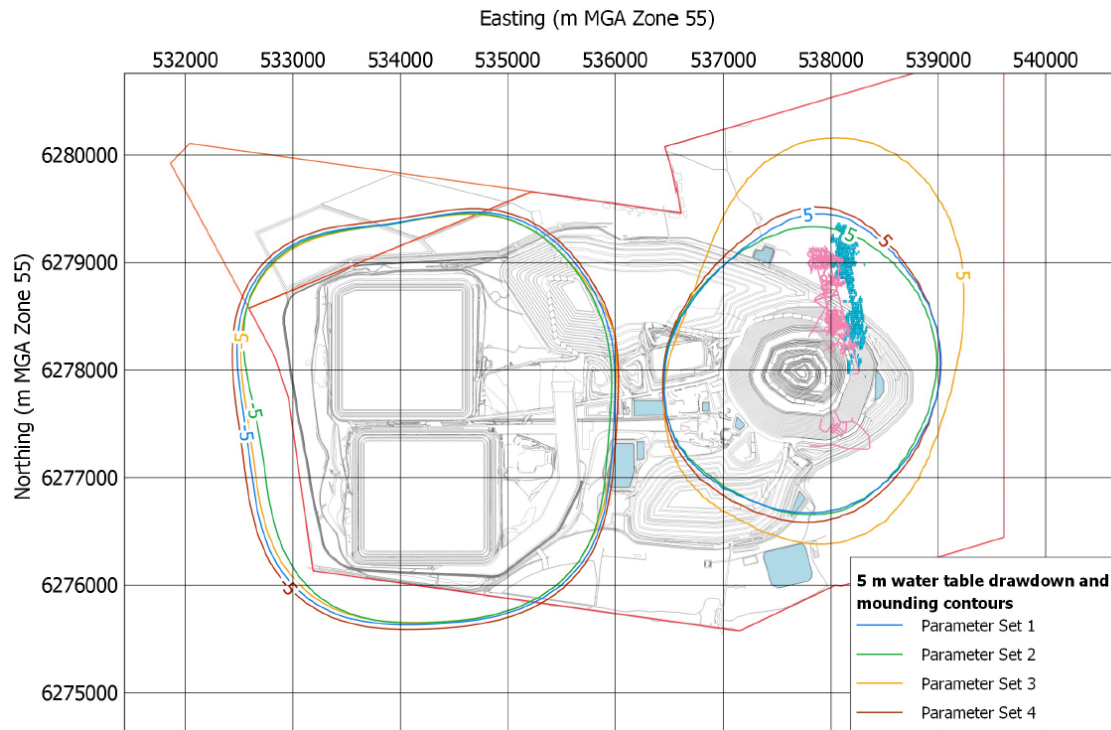 Easting (m MGA Zone 55)
532000 533000 534000 535000 536000 537000 538000 539000 540000
Northing (m MGA Zone 55)
6280000
6279000
6278000
6277000
6276000
6275000
5
5
5
5
-5
-5
-5
-5
5 m water table drawdown and
mounding contours
Parameter Set 1
Parameter Set 2
Parameter Set 3
Parameter Set 4